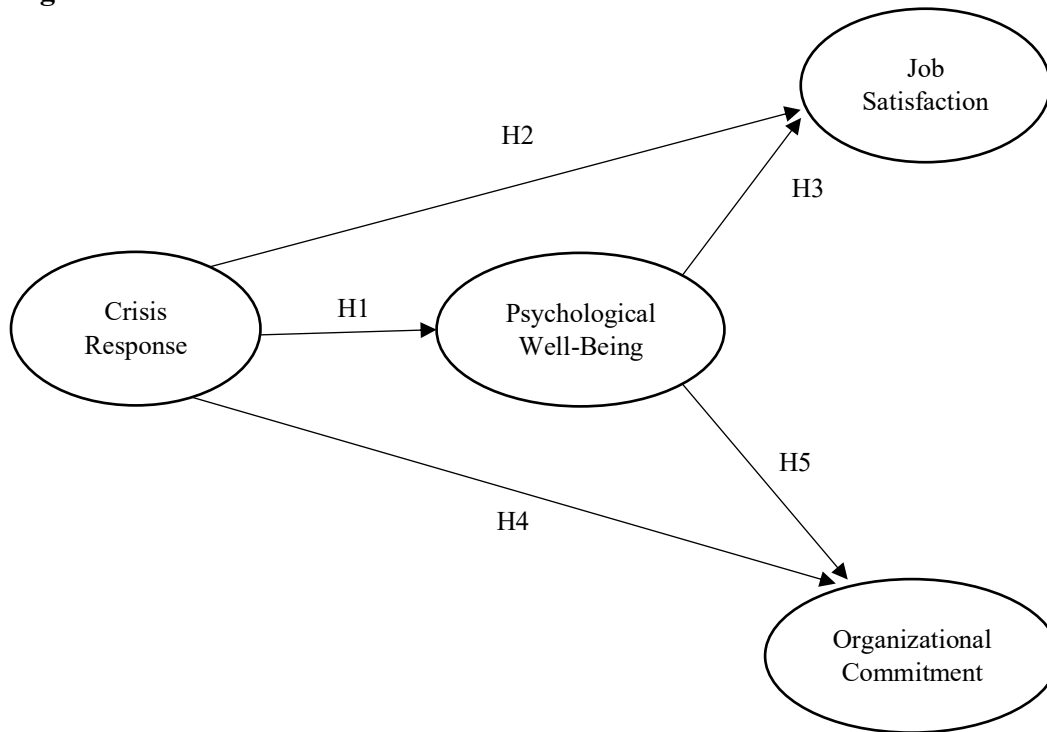 Job
Satisfaction
H2
H3
Crisis
Response
H1
Psychological
Well-Being
H5
H4
Organizational
Commitment